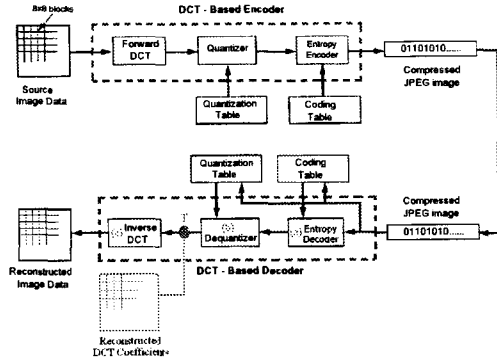 8x8 blocks
DCT - Based Encoder
Forward
DCT
Quantizer
Entropy
Encoder
01101010......
Source
Image Data
Compressed
JPEG image
Quantization
Table
Coding
Table
Quantization
Table
Coding
Table
Compressed
JPEG image
T
Inverse
DCT
Dequantizer
Entropy
Decoder
01101010......
Reconstructed
Image Data
DCT - Based Decoder
Reconstructed
DCT Coefficients